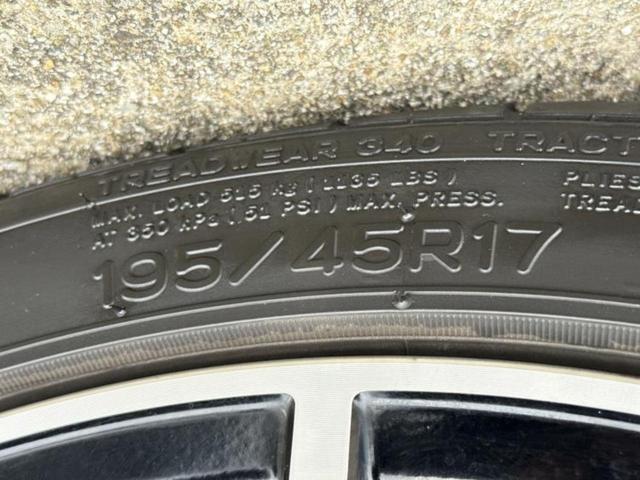 TREADWEAR 340 TRACT
MAX. LOAD 515 kg (1135 LBS)
AT 350 kPa (51 PSI) MAX. PRESS.
PLIES
TREAD
195/45R17